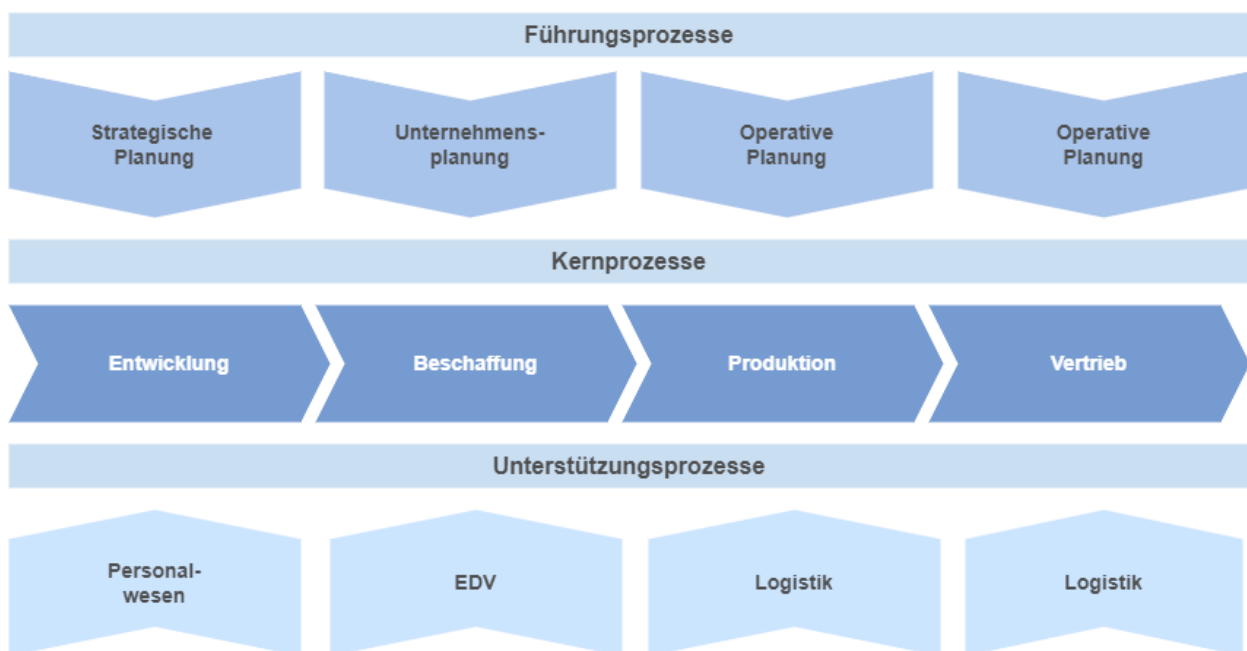 Führungsprozesse
Strategische
Planung
Unternehmens-
planung
Operative
Planung
Operative
Planung
Kernprozesse
Entwicklung
Beschaffung
Produktion
Vertrieb
Unterstützungsprozesse
Personal-
wesen
EDV
Logistik
Logistik